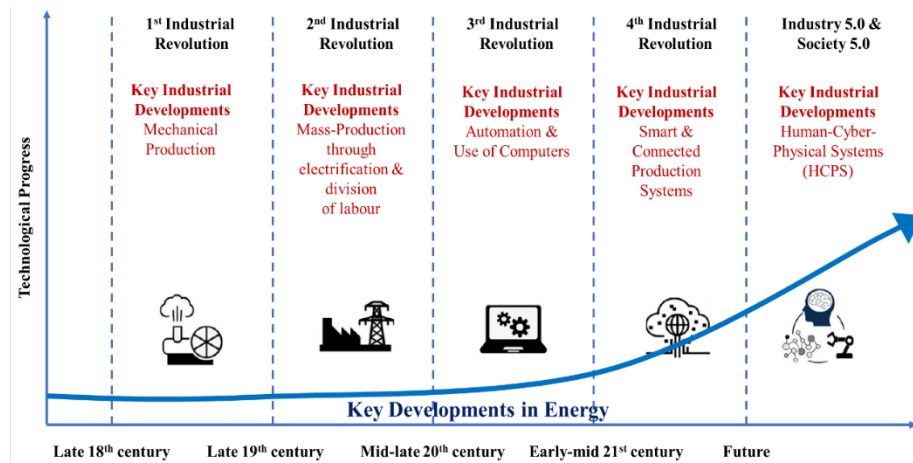 1st Industrial
Revolution
2nd Industrial
Revolution
3rd Industrial
Revolution
4th Industrial
Revolution
Industry 5.0 &
Society 5.0
Key Industrial
Developments
Mechanical
Production
Key Industrial
Developments
Mass-Production
through
electrification &
division
of labour
Key Industrial
Developments
Automation &
Use of Computers
Key Industrial
Developments
Smart &
Connected
Production
Systems
Key Industrial
Developments
Human-Cyber-
Physical Systems
(HCPS)
Technological Progress
Key Developments in Energy
Late 18th century
Late 19th century
Mid-late 20th century
Early-mid 21st century
Future